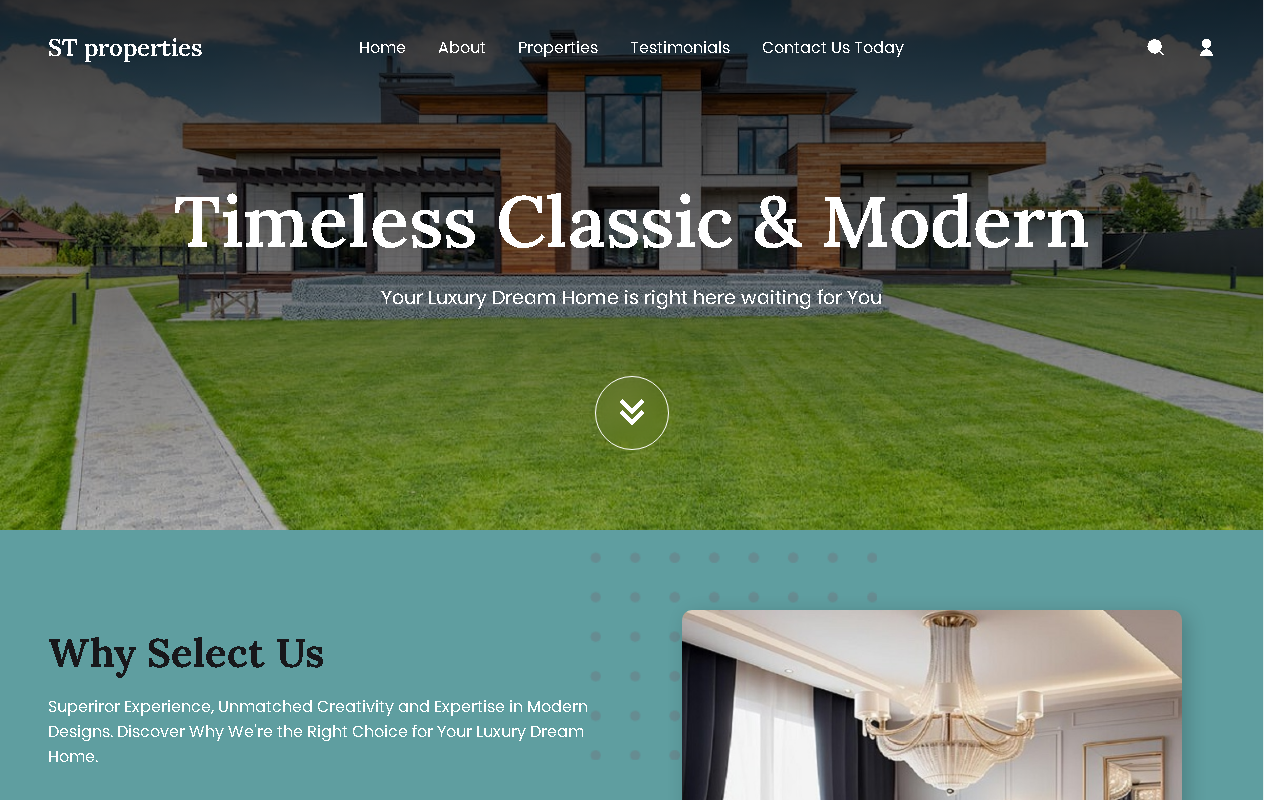 ST properties
Home
About
Properties
Testimonials
Contact Us Today
Timeless Classic & Modern
Your Luxury Dream Home is right here waiting for You
Why Select Us
Superiror Experience, Unmatched Creativity and Expertise in Modern
Designs. Discover Why We're the Right Choice for Your Luxury Dream
Home.